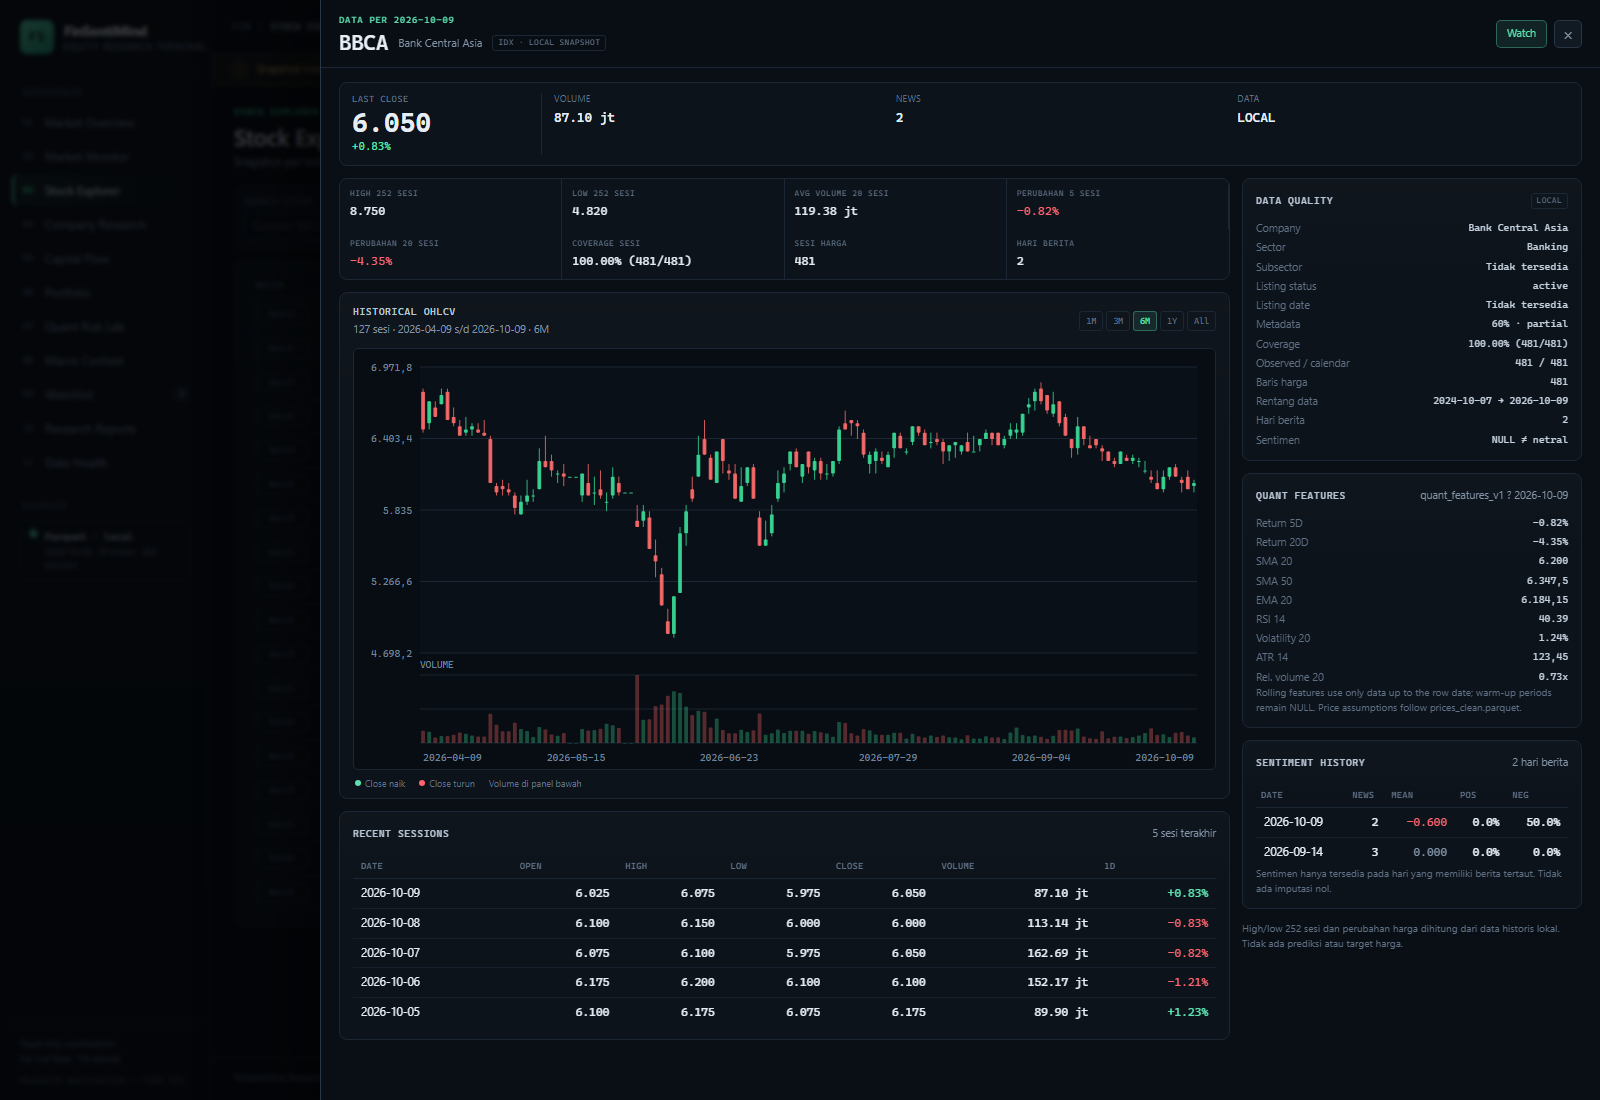 DATA PER 2026-10-09
BBCA Bank Central Asia IDX · LOCAL SNAPSHOT
Watch ×
LAST CLOSE VOLUME NEWS DATA
6.050 87.10 jt 2 LOCAL
+0.83%
HIGH 252 SESI LOW 252 SESI AVG VOLUME 20 SESI PERUBAHAN 5 SESI
8.750 4.820 119.38 jt −0.82%
PERUBAHAN 20 SESI COVERAGE SESI SESI HARGA HARI BERITA
−4.35% 100.00% (481/481) 481 2
HISTORICAL OHLCV
127 sesi · 2026-04-09 s/d 2026-10-09 · 6M
1M 3M 6M 1Y All
6.971,8
6.403,4
5.835
5.266,6
4.698,2
VOLUME
2026-04-09 2026-05-15 2026-06-23 2026-07-29 2026-09-04 2026-10-09
Close naik Close turun Volume di panel bawah
RECENT SESSIONS 5 sesi terakhir
DATE OPEN HIGH LOW CLOSE VOLUME 1D
2026-10-09 6.025 6.075 5.975 6.050 87.10 jt +0.83%
2026-10-08 6.100 6.150 6.000 6.000 113.14 jt −0.83%
2026-10-07 6.075 6.100 5.975 6.050 162.69 jt −0.82%
2026-10-06 6.175 6.200 6.100 6.100 152.17 jt −1.21%
2026-10-05 6.100 6.175 6.075 6.175 89.90 jt +1.23%
DATA QUALITY LOCAL
Company Bank Central Asia
Sector Banking
Subsector Tidak tersedia
Listing status active
Listing date Tidak tersedia
Metadata 60% · partial
Coverage 100.00% (481/481)
Observed / calendar 481 / 481
Baris harga 481
Rentang data 2024-10-07 → 2026-10-09
Hari berita 2
Sentimen NULL ≠ netral
QUANT FEATURES quant_features_v1 ? 2026-10-09
Return 5D −0.82%
Return 20D −4.35%
SMA 20 6.200
SMA 50 6.347,5
EMA 20 6.184,15
RSI 14 40.39
Volatility 20 1.24%
ATR 14 123,45
Rel. volume 20 0.73x
Rolling features use only data up to the row date; warm-up periods
remain NULL. Price assumptions follow prices_clean.parquet.
SENTIMENT HISTORY 2 hari berita
DATE NEWS MEAN POS NEG
2026-10-09 2 −0.600 0.0% 50.0%
2026-09-14 3 0.000 0.0% 0.0%
Sentimen hanya tersedia pada hari yang memiliki berita tertaut. Tidak
ada imputasi nol.
High/low 252 sesi dan perubahan harga dihitung dari data historis lokal.
Tidak ada prediksi atau target harga.